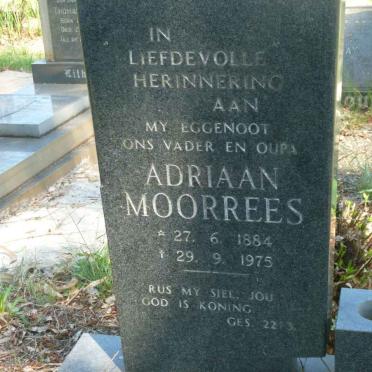 IN
LIEFDEVOLLE
HERINNERING
AAN
MY EGGENOOT
ONS VADER EN OUPA
ADRIAAN
MOORREES
* 27. 6. 1884
† 29. 9. 1975
RUS MY SIEL, JOU
GOD IS KONING
GES. 22:3